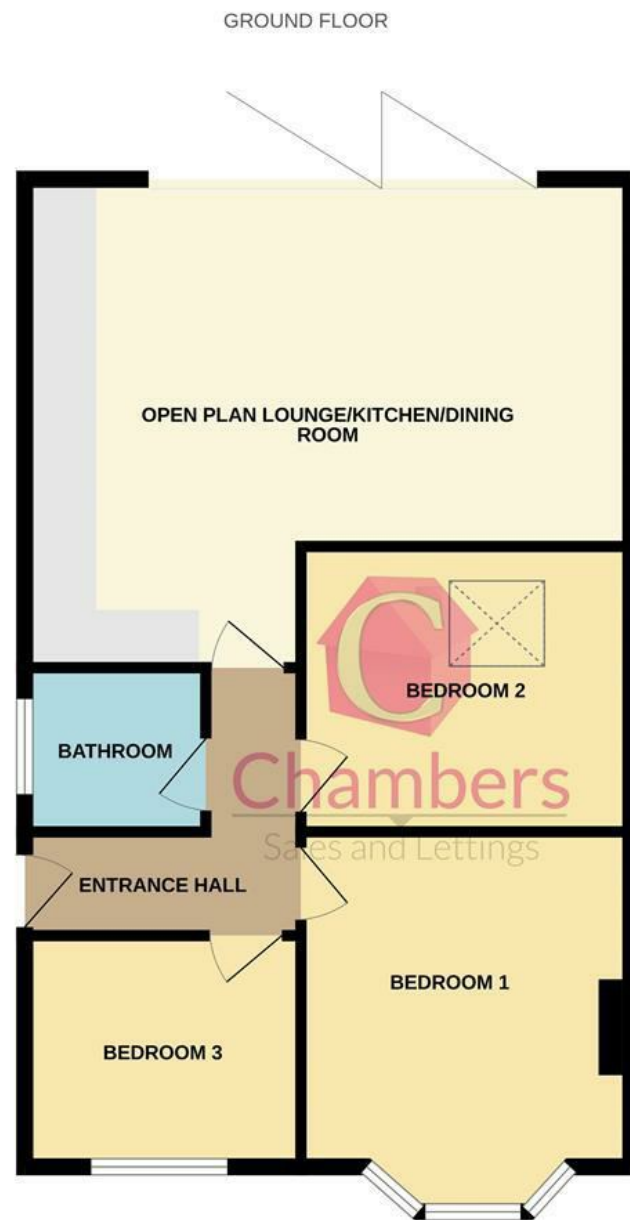 GROUND FLOOR
OPEN PLAN LOUNGE/KITCHEN/DINING
ROOM
C
BEDROOM 2
BATHROOM
Chambers
Sales and Lettings
ENTRANCE HALL
BEDROOM 1
BEDROOM 3